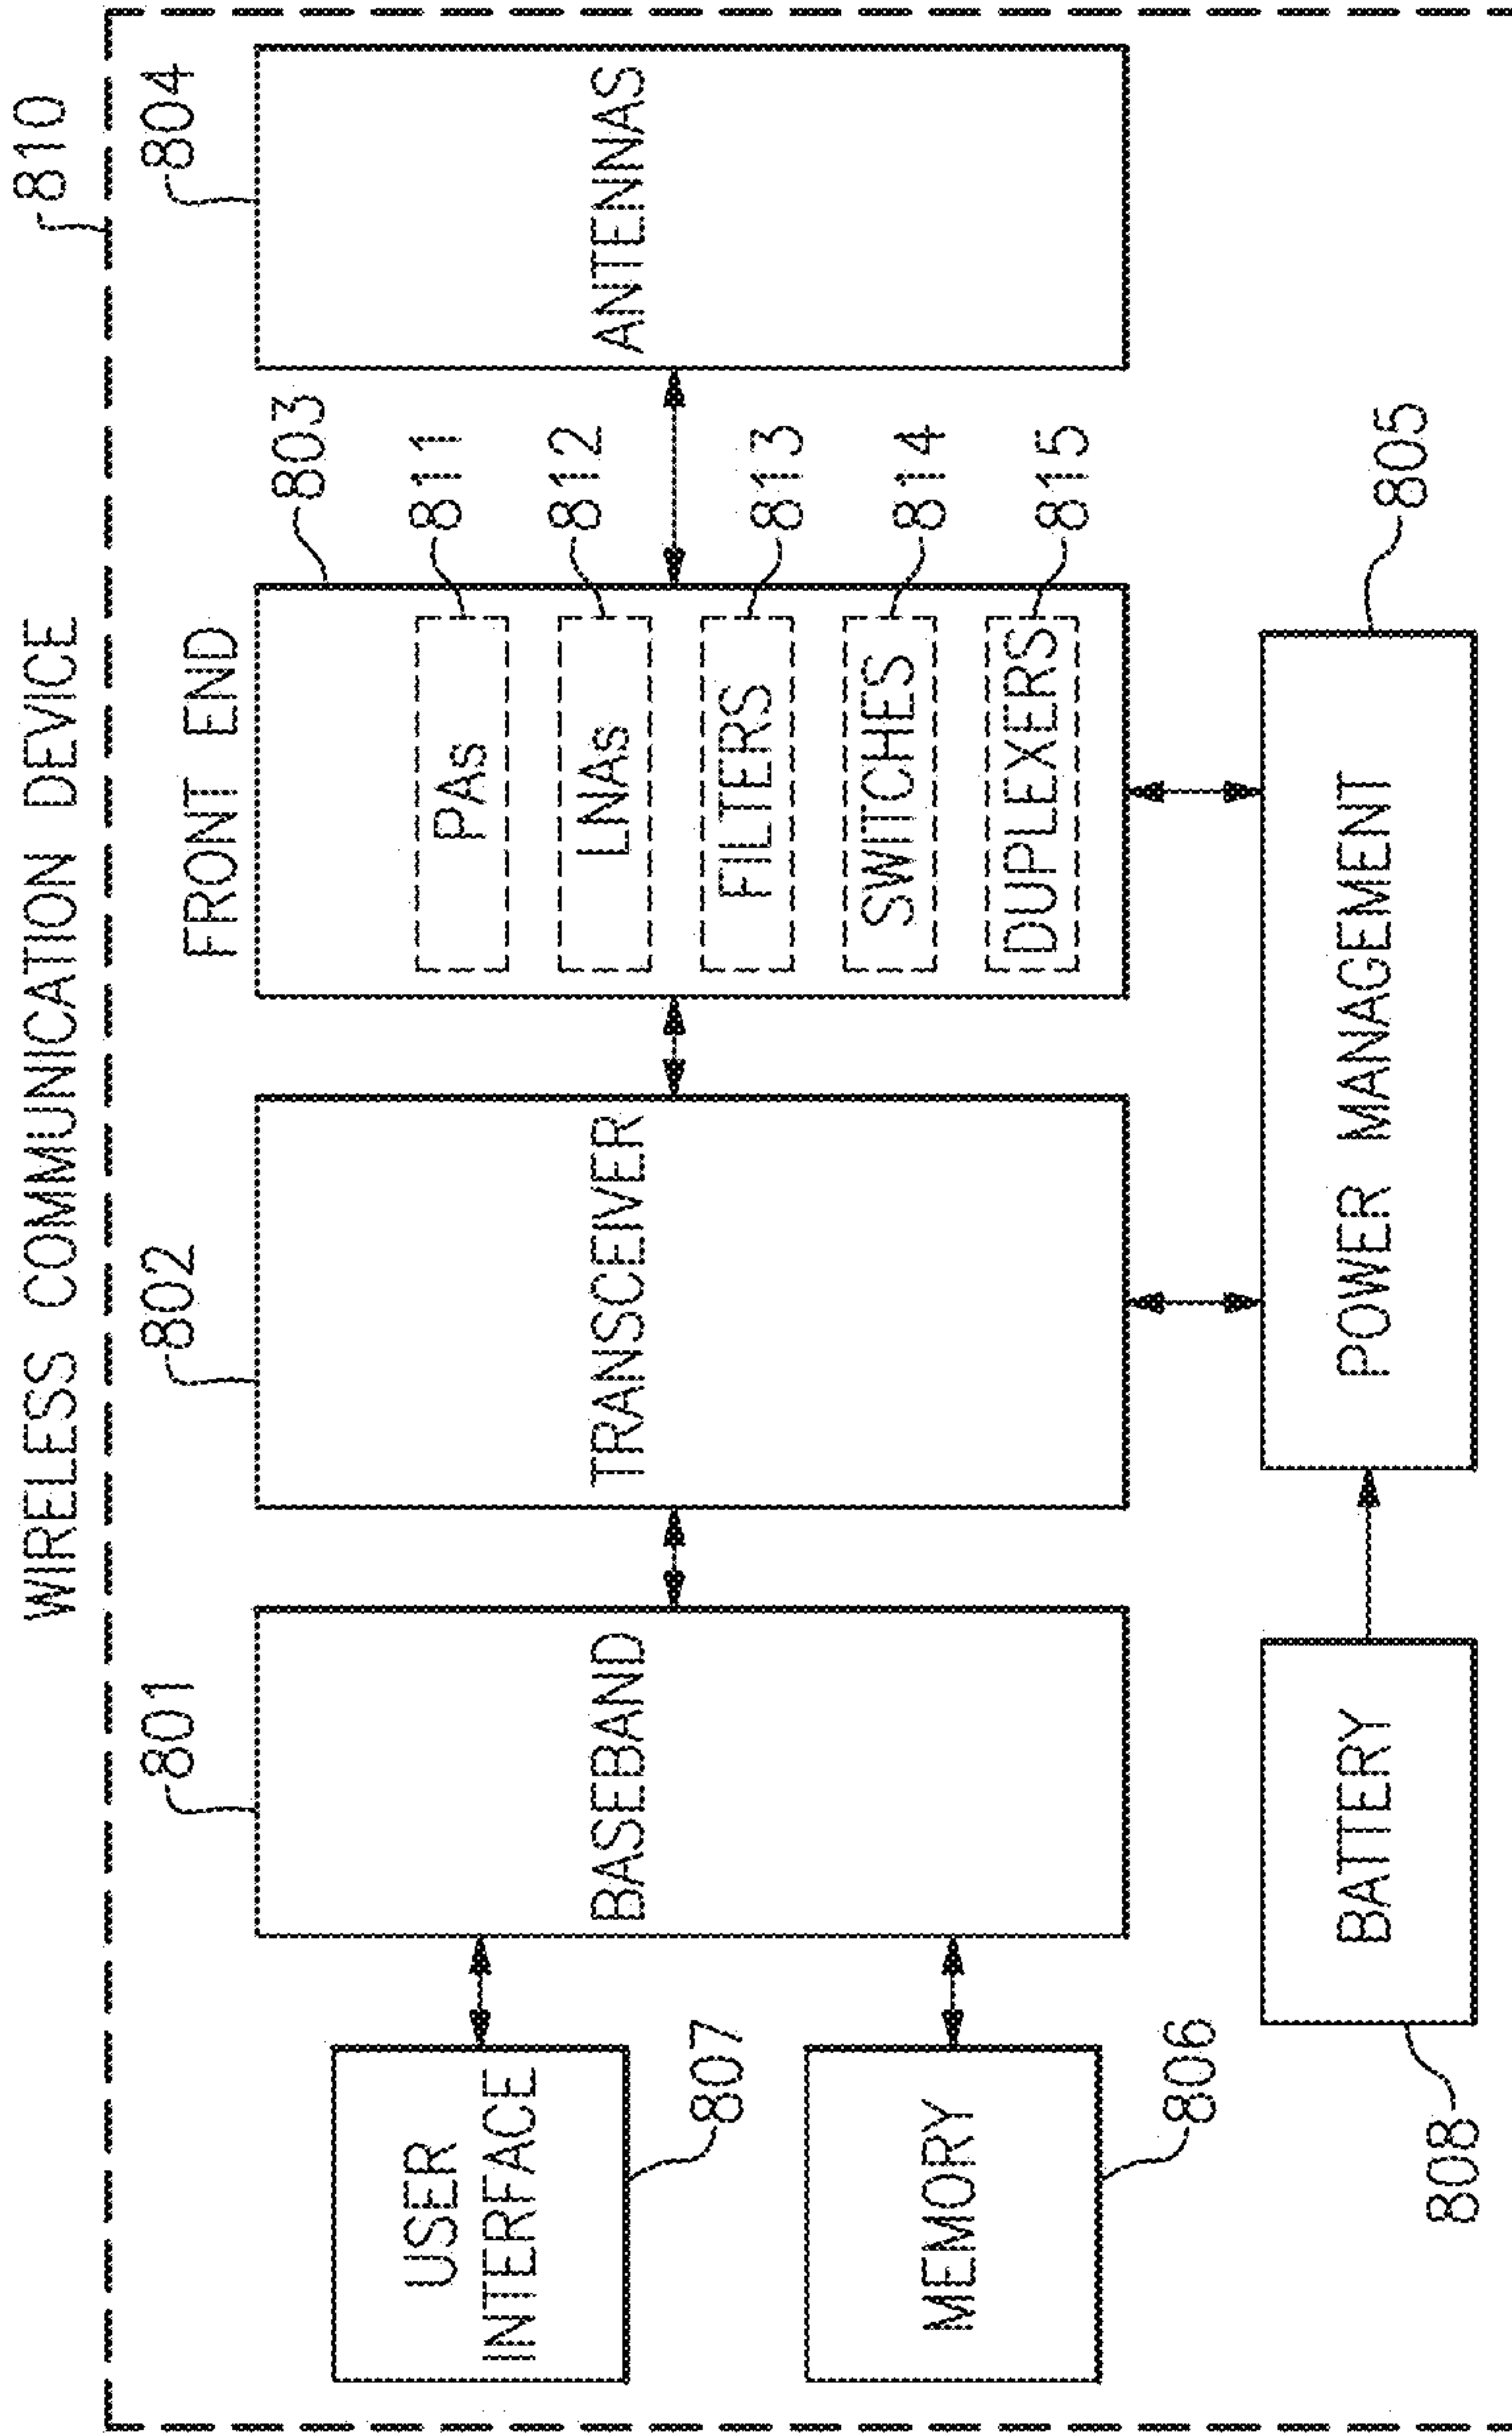 WIRELESS COMMUNICATION DEVICE
810
801
802
FRONT END
803
804
USER
INTERFACE
807
MEMORY
806
BASEBAND
TRANSCEIVER
PAs
811
LNAs
812
FILTERS
813
SWITCHES
814
DUPLEXERS
815
ANTENNAS
BATTERY
808
POWER MANAGEMENT
805